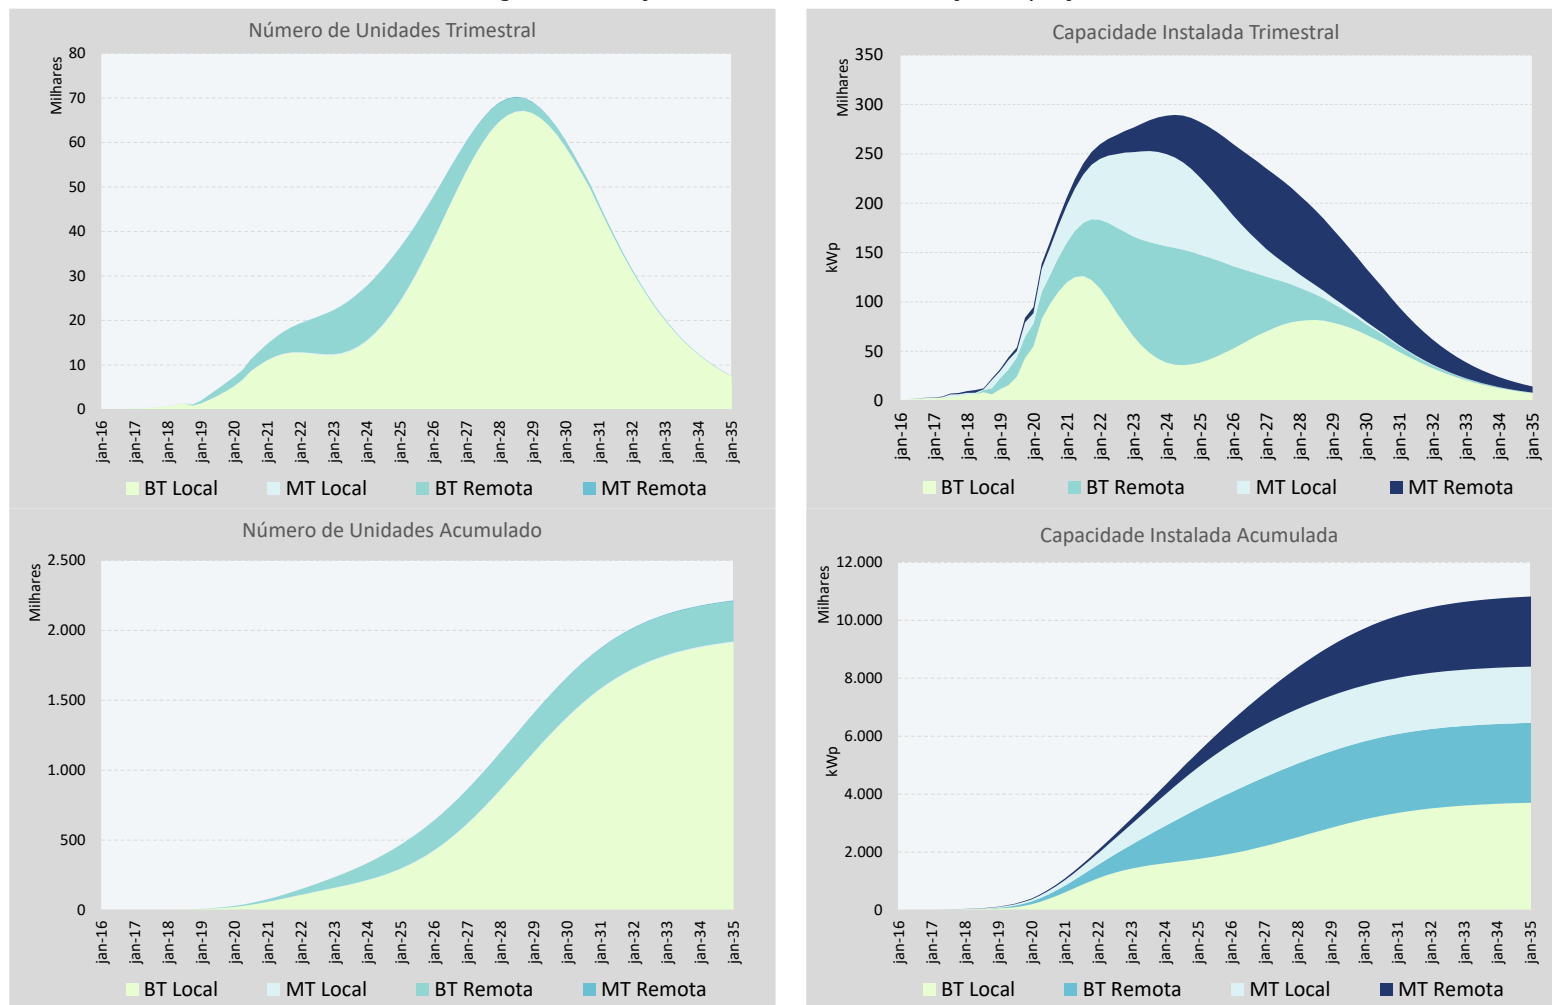 Número de Unidades Trimestral
Milhares
80
70
60
50
40
30
20
10
0
jan-16 jan-17 jan-18 jan-19 jan-20 jan-21 jan-22 jan-23 jan-24 jan-25 jan-26 jan-27 jan-28 jan-29 jan-30 jan-31 jan-32 jan-33 jan-34 jan-35
BT Local MT Local BT Remota MT Remota
Capacidade Instalada Trimestral
Milhares
kWp
350
300
250
200
150
100
50
0
jan-16 jan-17 jan-18 jan-19 jan-20 jan-21 jan-22 jan-23 jan-24 jan-25 jan-26 jan-27 jan-28 jan-29 jan-30 jan-31 jan-32 jan-33 jan-34 jan-35
BT Local BT Remota MT Local MT Remota
Número de Unidades Acumulado
Milhares
2.500
2.000
1.500
1.000
500
0
jan-16 jan-17 jan-18 jan-19 jan-20 jan-21 jan-22 jan-23 jan-24 jan-25 jan-26 jan-27 jan-28 jan-29 jan-30 jan-31 jan-32 jan-33 jan-34 jan-35
BT Local MT Local BT Remota MT Remota
Capacidade Instalada Acumulada
Milhares
kWp
12.000
10.000
8.000
6.000
4.000
2.000
0
jan-16 jan-17 jan-18 jan-19 jan-20 jan-21 jan-22 jan-23 jan-24 jan-25 jan-26 jan-27 jan-28 jan-29 jan-30 jan-31 jan-32 jan-33 jan-34 jan-35
BT Local BT Remota MT Local MT Remota